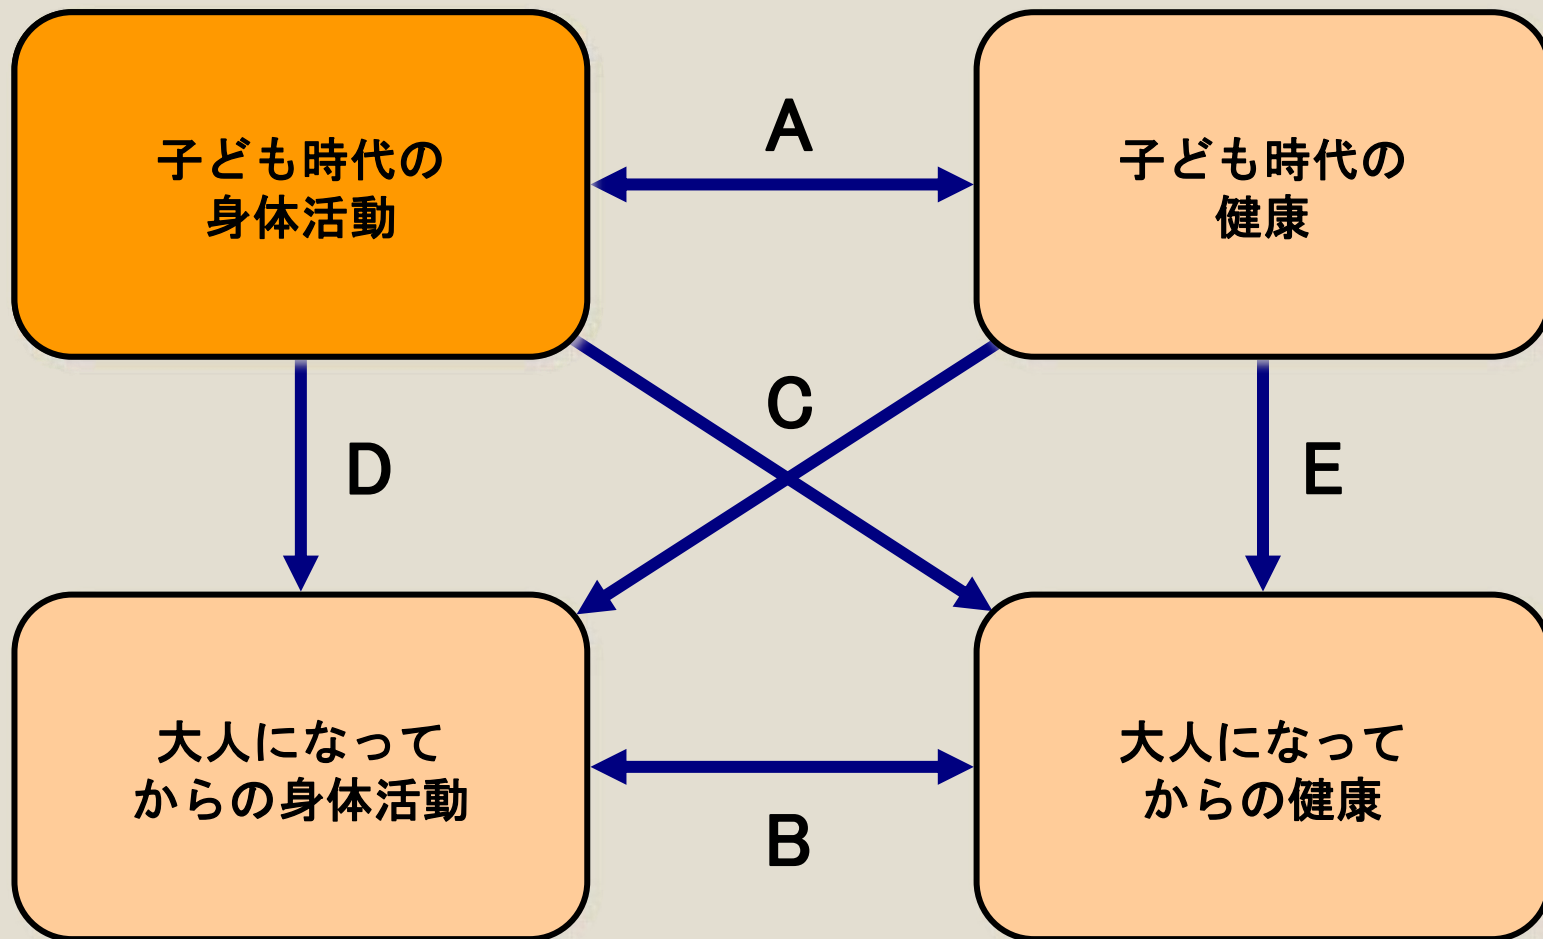 子ども時代の
身体活動
A
子ども時代の
健康
C
D
E
大人になって
からの身体活動
B
大人になって
からの健康